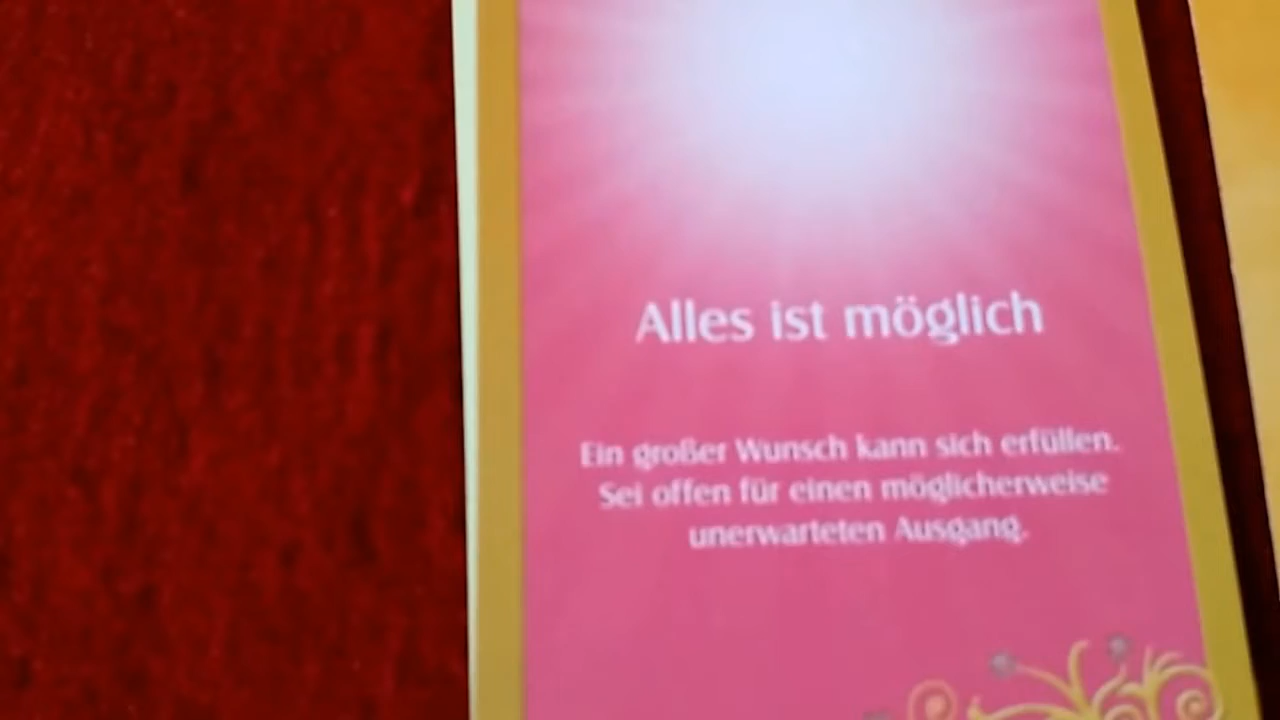 Alles ist möglich
Ein großer Wunsch kann sich erfüllen.
Sei offen für einen möglicherweise
unerwarteten Ausgang.